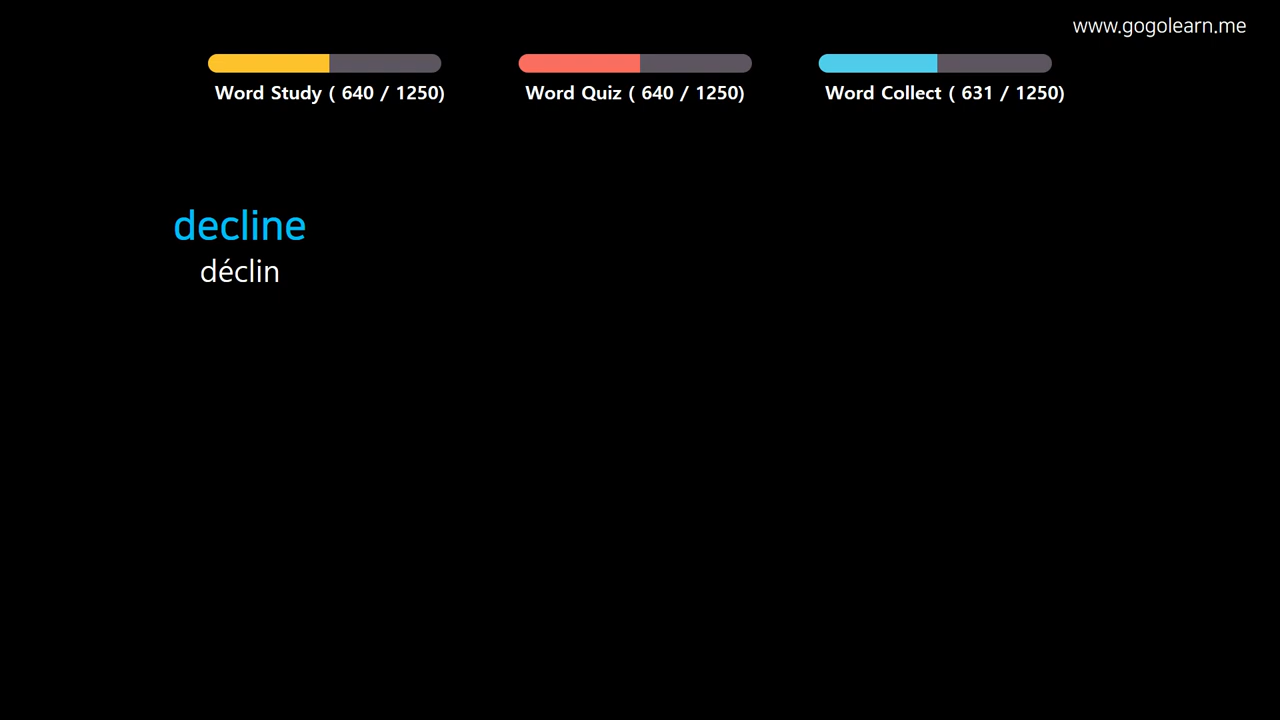 www.gogolearn.me
Word Study ( 640 / 1250)
Word Quiz ( 640 / 1250)
Word Collect ( 631 / 1250)
decline
déclin